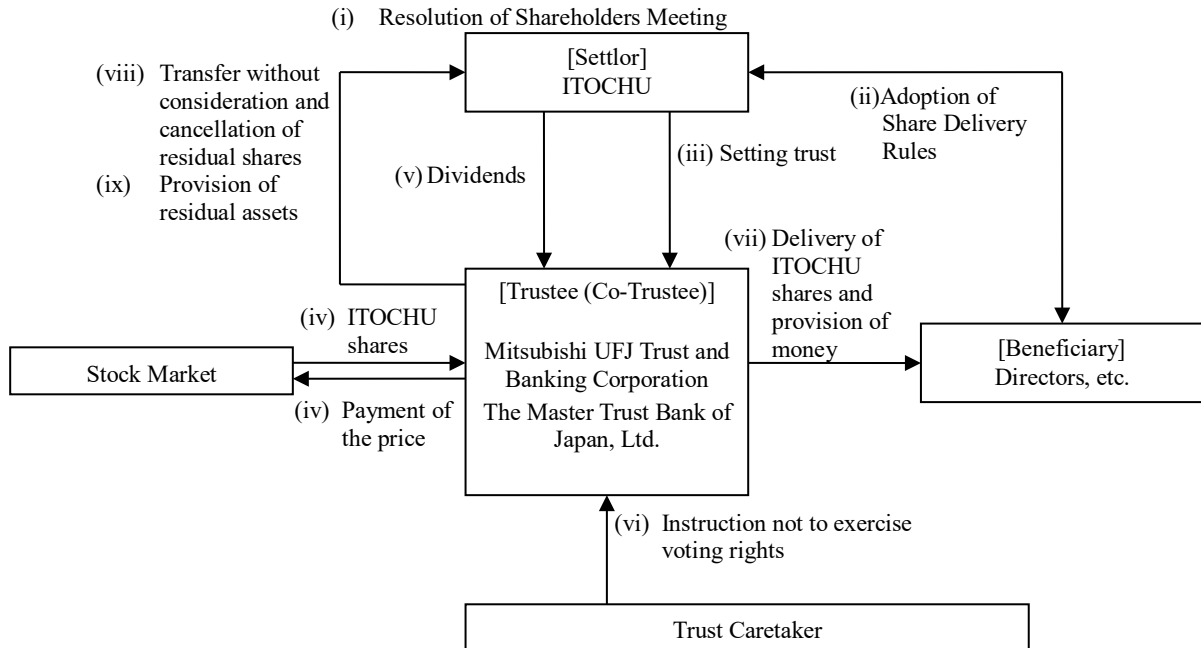 (i) Resolution of Shareholders Meeting
[Settlor]
ITOCHU
(viii) Transfer without
consideration and
cancellation of
residual shares
(ix) Provision of
residual assets
(ii)Adoption of
Share Delivery
Rules
(iii) Setting trust
(v) Dividends
(vii) Delivery of
ITOCHU
shares and
provision of
money
[Trustee (Co-Trustee)]
Mitsubishi UFJ Trust and
Banking Corporation
The Master Trust Bank of
Japan, Ltd.
(iv) ITOCHU
shares
Stock Market
(iv) Payment of
the price
[Beneficiary]
Directors, etc.
(vi) Instruction not to exercise
voting rights
Trust Caretaker